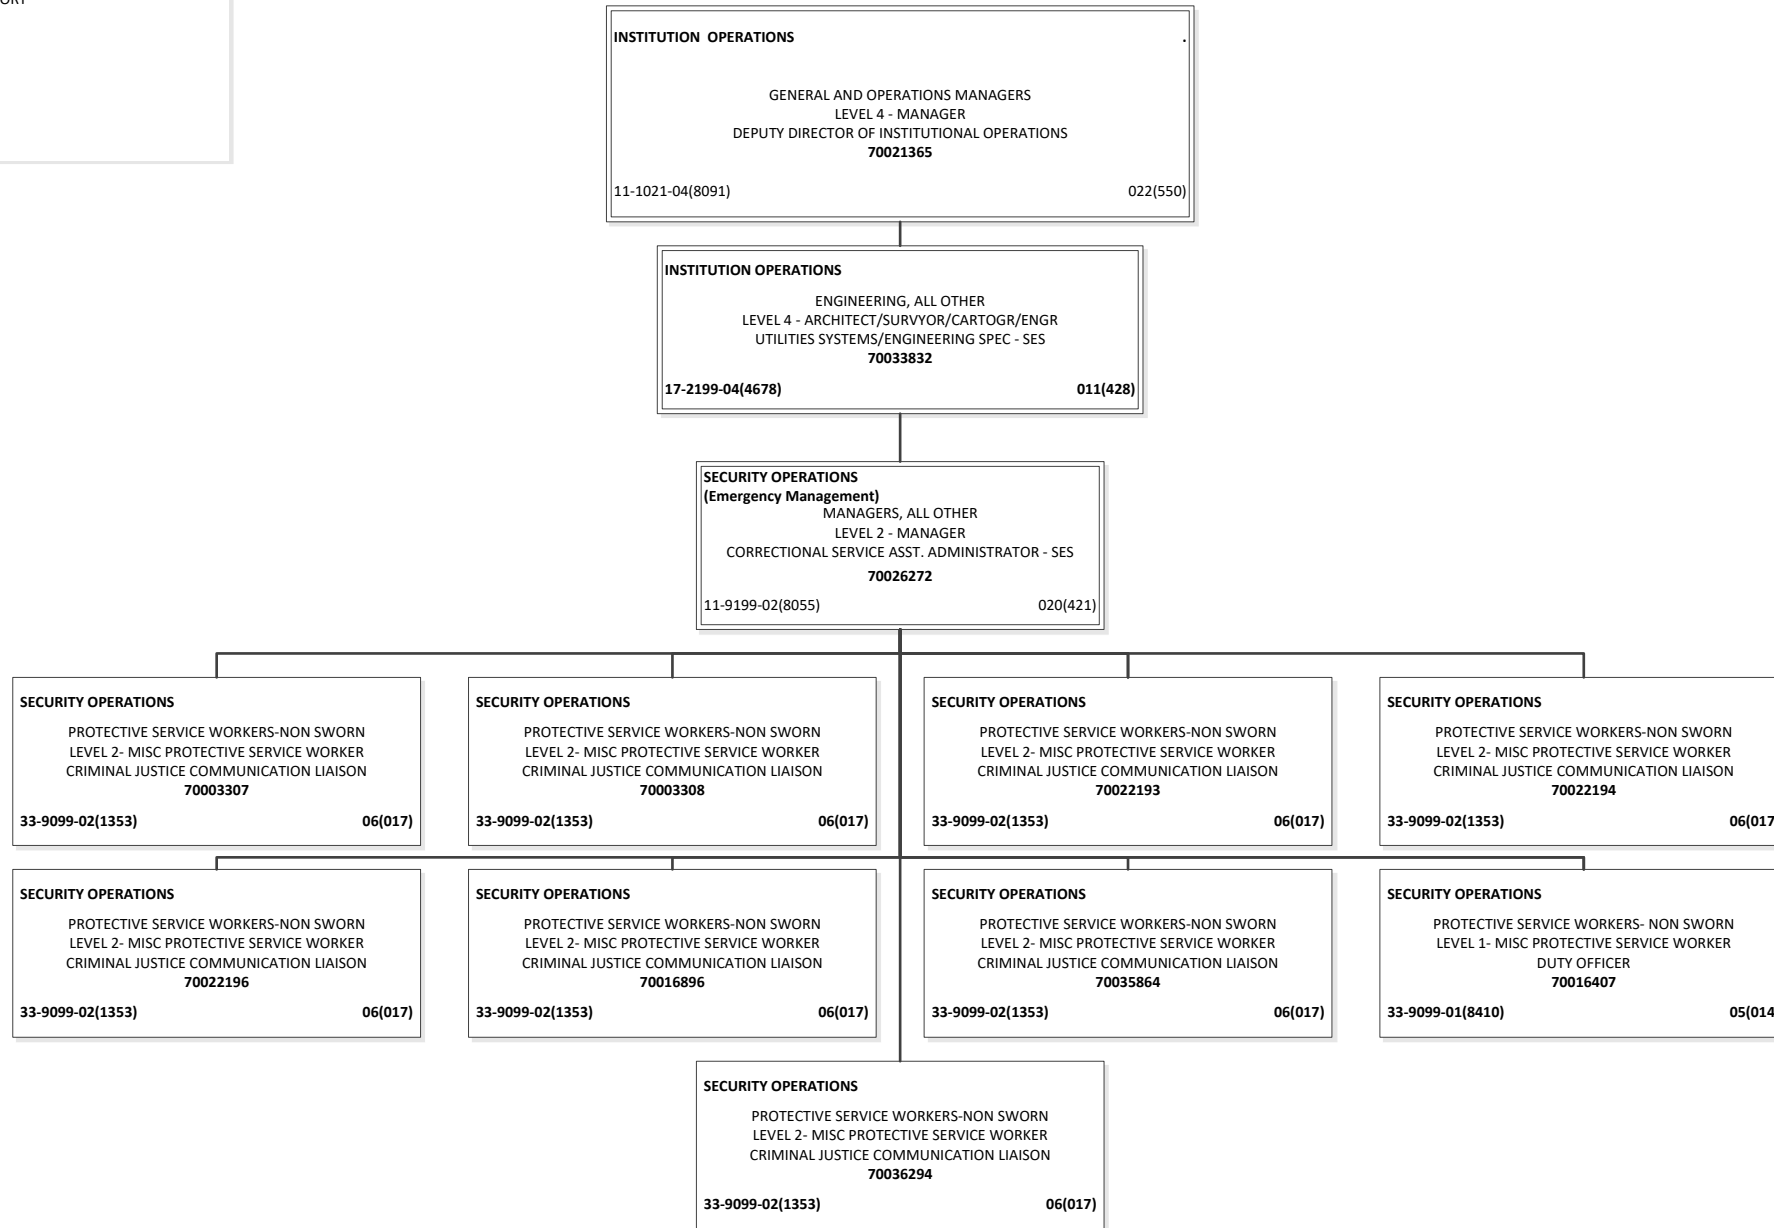 INSTITUTION  OPERATIONS .
GENERAL AND OPERATIONS MANAGERS
LEVEL 4 - MANAGER
DEPUTY DIRECTOR OF INSTITUTIONAL OPERATIONS
70021365
11-1021-04(8091) 022(550)
INSTITUTION OPERATIONS
ENGINEERING, ALL OTHER
LEVEL 4 - ARCHITECT/SURVYOR/CARTOGR/ENGR
UTILITIES SYSTEMS/ENGINEERING SPEC - SES
70033832
17-2199-04(4678) 011(428)
SECURITY OPERATIONS
(Emergency Management)
MANAGERS, ALL OTHER
LEVEL 2 - MANAGER
CORRECTIONAL SERVICE ASST. ADMINISTRATOR - SES
70026272
11-9199-02(8055) 020(421)
SECURITY OPERATIONS
PROTECTIVE SERVICE WORKERS-NON SWORN
LEVEL 2- MISC PROTECTIVE SERVICE WORKER
CRIMINAL JUSTICE COMMUNICATION LIAISON
70003307
33-9099-02(1353) 06(017)
SECURITY OPERATIONS
PROTECTIVE SERVICE WORKERS-NON SWORN
LEVEL 2- MISC PROTECTIVE SERVICE WORKER
CRIMINAL JUSTICE COMMUNICATION LIAISON
70003308
33-9099-02(1353) 06(017)
SECURITY OPERATIONS
PROTECTIVE SERVICE WORKERS-NON SWORN
LEVEL 2- MISC PROTECTIVE SERVICE WORKER
CRIMINAL JUSTICE COMMUNICATION LIAISON
70022193
33-9099-02(1353) 06(017)
SECURITY OPERATIONS
PROTECTIVE SERVICE WORKERS-NON SWORN
LEVEL 2- MISC PROTECTIVE SERVICE WORKER
CRIMINAL JUSTICE COMMUNICATION LIAISON
70022194
33-9099-02(1353) 06(017
SECURITY OPERATIONS
PROTECTIVE SERVICE WORKERS-NON SWORN
LEVEL 2- MISC PROTECTIVE SERVICE WORKER
CRIMINAL JUSTICE COMMUNICATION LIAISON
70022196
33-9099-02(1353) 06(017)
SECURITY OPERATIONS
PROTECTIVE SERVICE WORKERS-NON SWORN
LEVEL 2- MISC PROTECTIVE SERVICE WORKER
CRIMINAL JUSTICE COMMUNICATION LIAISON
70016896
33-9099-02(1353) 06(017)
SECURITY OPERATIONS
PROTECTIVE SERVICE WORKERS-NON SWORN
LEVEL 2- MISC PROTECTIVE SERVICE WORKER
CRIMINAL JUSTICE COMMUNICATION LIAISON
70035864
33-9099-02(1353) 06(017)
SECURITY OPERATIONS
PROTECTIVE SERVICE WORKERS- NON SWORN
LEVEL 1- MISC PROTECTIVE SERVICE WORKER
DUTY OFFICER
70016407
33-9099-01(8410) 05(014
SECURITY OPERATIONS
PROTECTIVE SERVICE WORKERS-NON SWORN
LEVEL 2- MISC PROTECTIVE SERVICE WORKER
CRIMINAL JUSTICE COMMUNICATION LIAISON
70036294
33-9099-02(1353) 06(017)